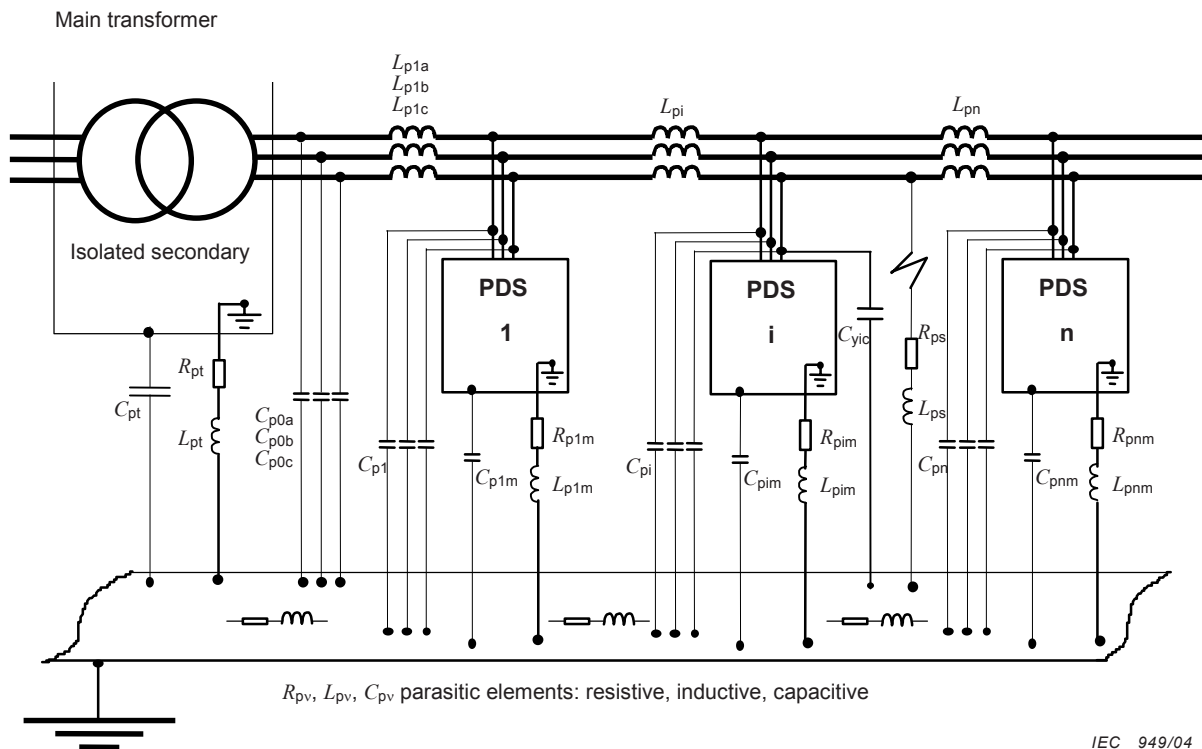 Main transformer
Lp1a
Lp1b
Lp1c
Lpi
Lpn
Isolated secondary
PDS
1
PDS
i
PDS
n
Cyic
Rps
Lps
Rpt
Cpt
Lpt
Cp0a
Cp0b
Cp0c
Cp1
Cp1m
Rp1m
Lp1m
Cpi
Cpim
Rpim
Lpim
Cpn
Cpnm
Rpnm
Lpnm
Rpv, Lpv, Cpv parasitic elements: resistive, inductive, capacitive
IEC 949/04